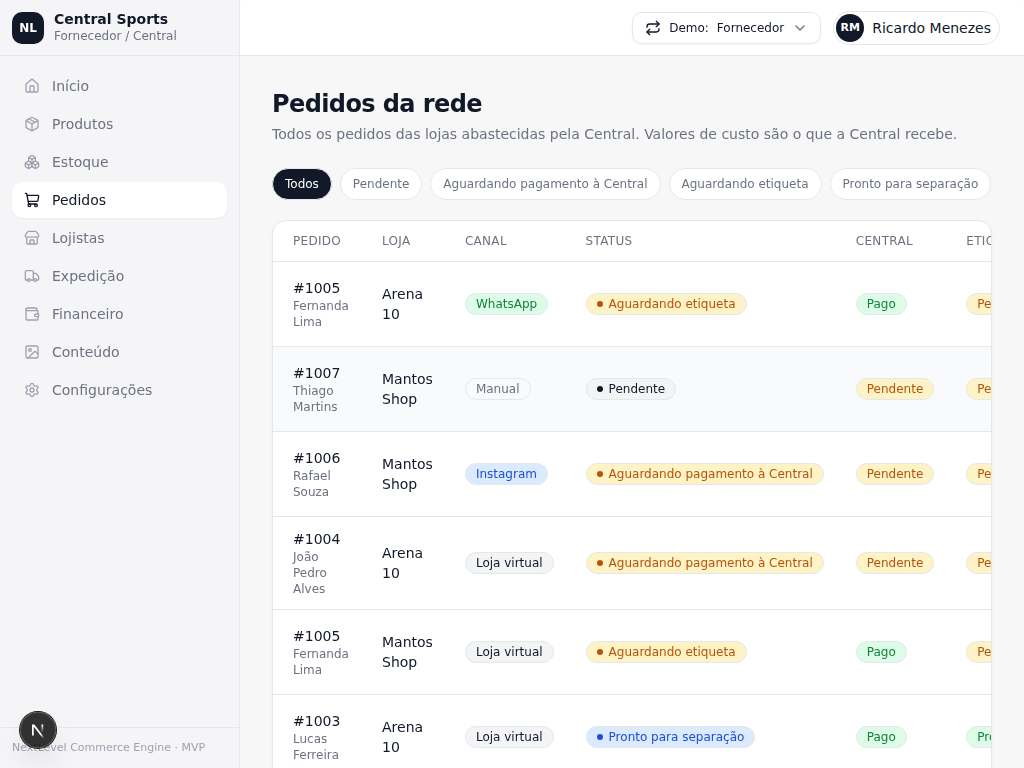 NL
Central Sports
Fornecedor / Central
Demo: Fornecedor
RM
Ricardo Menezes
Início
Produtos
Estoque
Pedidos
Lojistas
Expedição
Financeiro
Conteúdo
Configurações
Pedidos da rede
Todos os pedidos das lojas abastecidas pela Central. Valores de custo são o que a Central recebe.
Todos Pendente Aguardando pagamento à Central Aguardando etiqueta Pronto para separação
PEDIDO LOJA CANAL STATUS CENTRAL
#1005
Fernanda
Lima
Arena
10
WhatsApp
Aguardando etiqueta
Pago
#1007
Thiago
Martins
Mantos
Shop
Manual
Pendente
Pendente
#1006
Rafael
Souza
Mantos
Shop
Instagram
Aguardando pagamento à Central
Pendente
#1004
João
Pedro
Alves
Arena
10
Loja virtual
Aguardando pagamento à Central
Pendente
#1005
Fernanda
Lima
Mantos
Shop
Loja virtual
Aguardando etiqueta
Pago
#1003
Lucas
Ferreira
Arena
10
Loja virtual
Pronto para separação
Pago
N
Commerce Engine · MVP